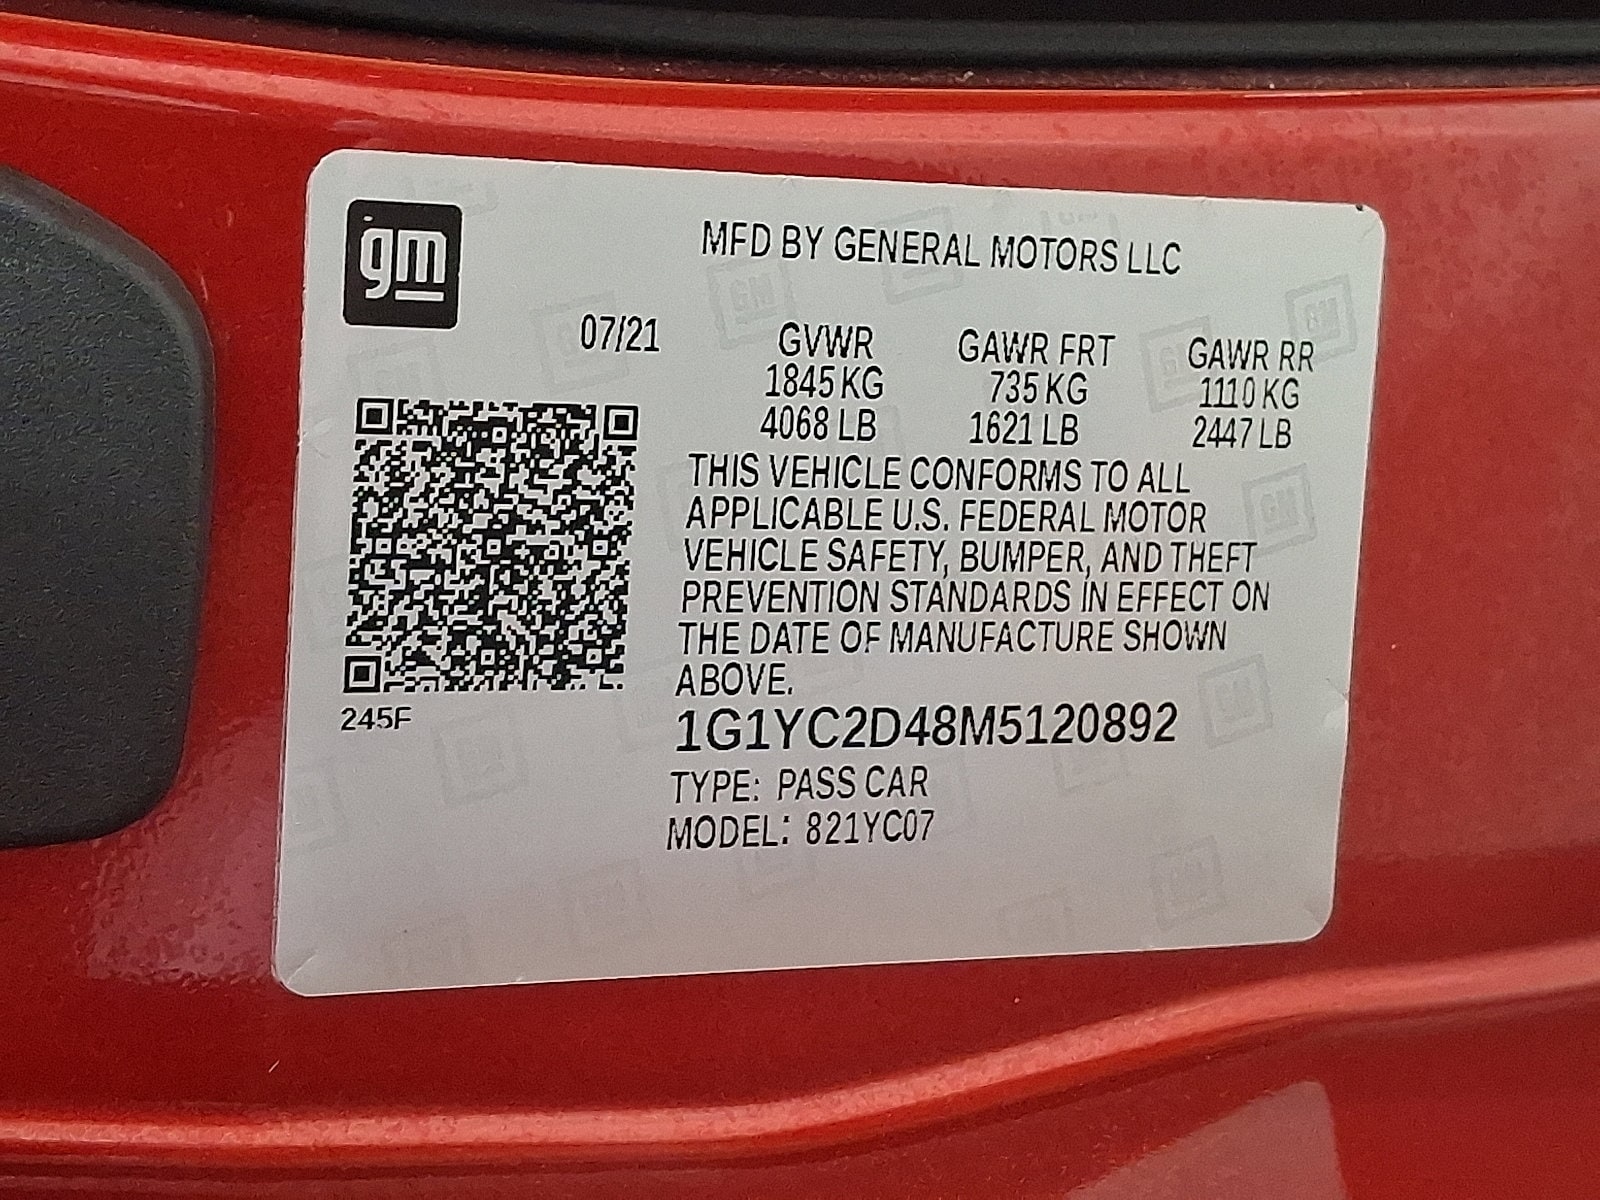 gm
MFD BY GENERAL MOTORS LLC
07/21
GVWR
1845 KG
4068 LB
GAWR FRT
735 KG
1621 LB
GAWR RR
1110 KG
2447 LB
THIS VEHICLE CONFORMS TO ALL
APPLICABLE U.S. FEDERAL MOTOR
VEHICLE SAFETY, BUMPER, AND THEFT
PREVENTION STANDARDS IN EFFECT ON
THE DATE OF MANUFACTURE SHOWN
ABOVE.
245F
1G1YC2D48M5120892
TYPE: PASS CAR
MODEL: 821YC07